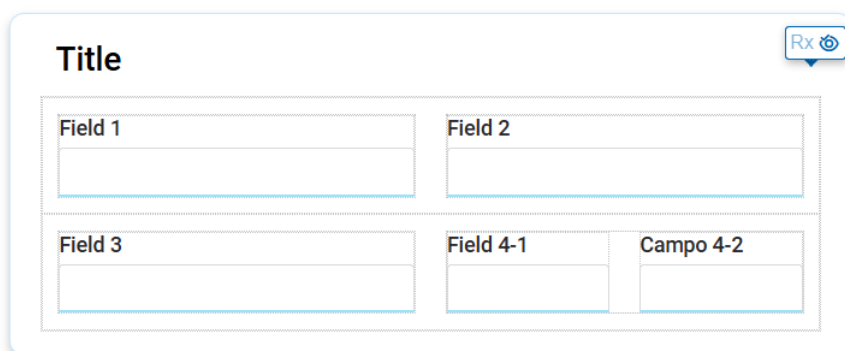 Title
Rx
Field 1
Field 2
Field 3
Field 4-1
Campo 4-2